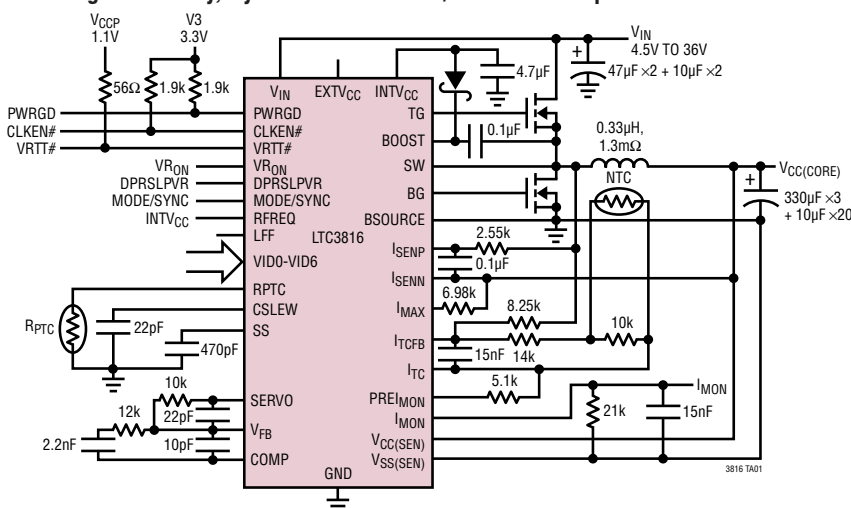 VCCP
1.1V
V3
3.3V
56Ω
1.9k
1.9k
PWRGD
CLKEN#
VRTT#
VRON
DPRSLPVR
MODE/SYNC
INTVCC
RPTC
22pF
470pF
10k
12k
22pF
2.2nF
10pF
VIN
EXTVCC
INTVCC
PWRGD
CLKEN#
VRTT#
VRON
DPRSLPVR
MODE/SYNC
RFREQ
LFF
LTC3816
VID0-VID6
RPTC
CSLEW
SS
SERVO
VFB
COMP
GND
TG
BOOST
SW
BG
BSOURCE
ISENP
ISENN
IMAX
ITCFB
ITC
PREIMON
IMON
VCC(SEN)
VSS(SEN)
4.7µF
0.1µF
VIN
4.5V TO 36V
+
47µF ×2 + 10µF ×2
0.33µH,
1.3mΩ
NTC
VCC(CORE)
+
330µF ×3
+ 10µF ×20
2.55k
0.1µF
6.98k
8.25k
10k
15nF
14k
5.1k
IMON
21k
15nF
3816 TA01